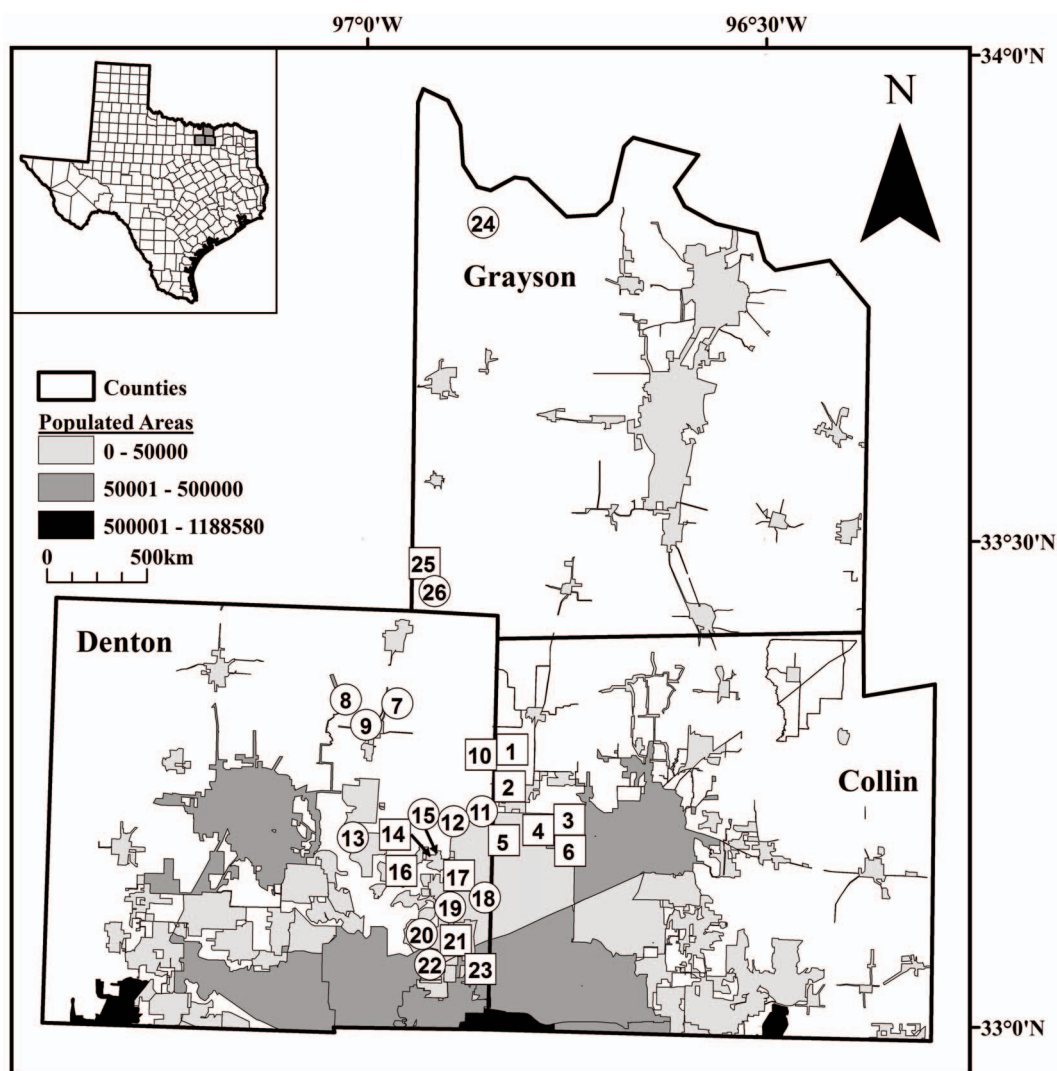 97°0'W 96°30'W
34°0'N
N
24
Grayson
Counties
Populated Areas
0 - 50000
50001 - 500000
500001 - 1188580
0 500km
33°30'N
25
26
Denton
8 7
9
10 1
2
Collin
15 11
14 12 3
13 5 4
6
16 17
18
19
20 21
22 23
33°0'N